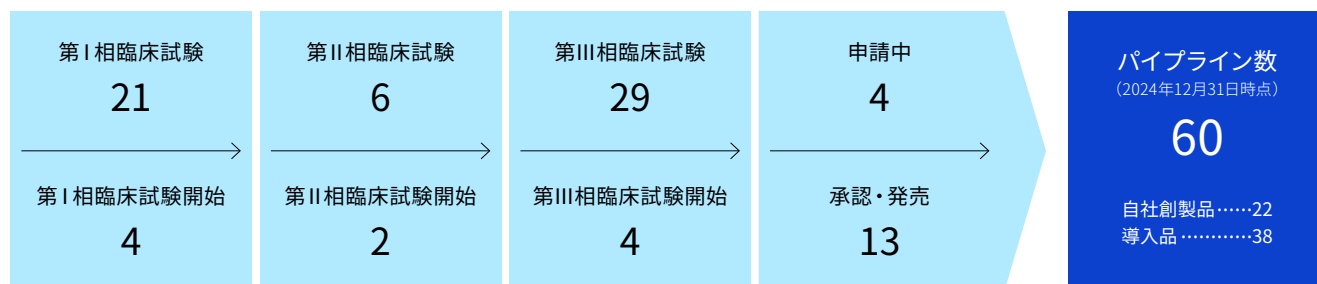 第Ⅰ相臨床試験
21
第Ⅰ相臨床試験開始
4
第Ⅱ相臨床試験
6
第Ⅱ相臨床試験開始
2
第Ⅲ相臨床試験
29
第Ⅲ相臨床試験開始
4
申請中
4
承認・発売
13
パイプライン数
（2024年12月31日時点）
60
自社創製品……22
導入品…………38